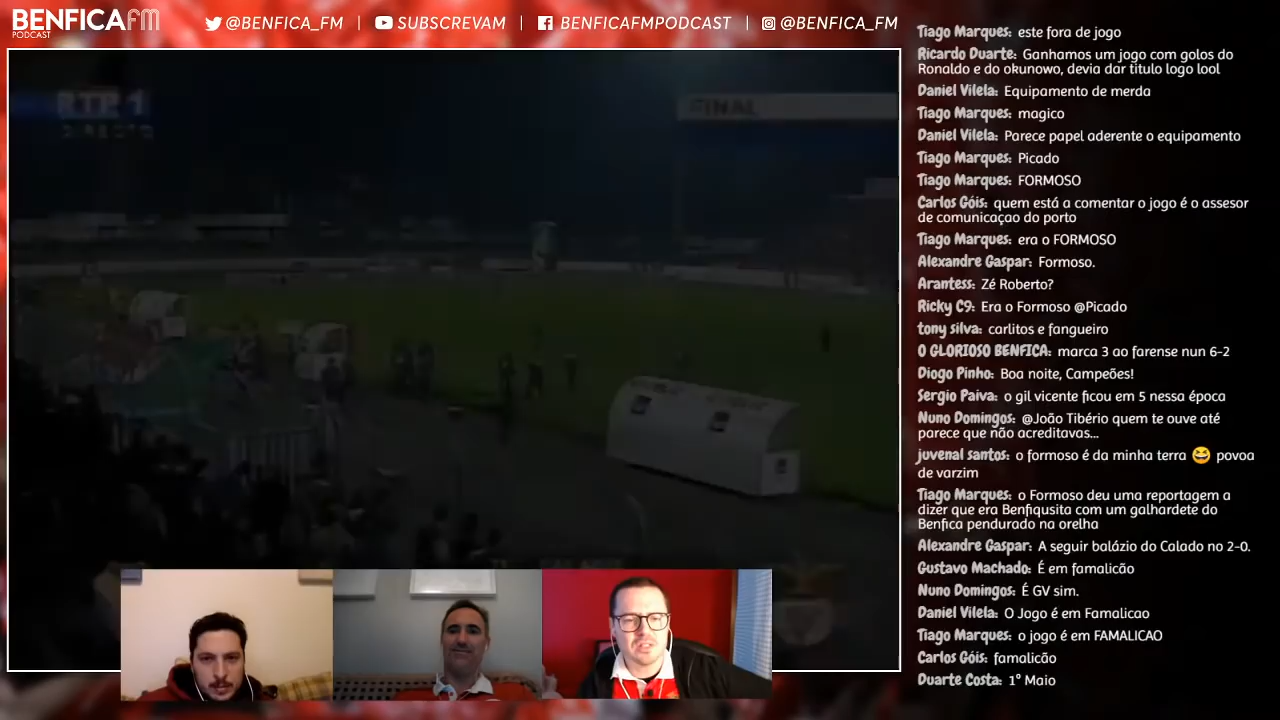 BENFICAFM
PODCAST
@BENFICA_FM | SUBSCREVAM | BENFICAFMPODCAST | @BENFICA_FM
RTP 1
DIRECTO
FINAL
Tiago Marques: este fora de jogo
Ricardo Duarte: Ganhamos um jogo com golos do
Ronaldo e do okunowo, devia dar titulo logo lool
Daniel Vilela: Equipamento de merda
Tiago Marques: magico
Daniel Vilela: Parece papel aderente o equipamento
Tiago Marques: Picado
Tiago Marques: FORMOSO
Carlos Góis: quem está a comentar o jogo é o assesor
de comunicaçao do porto
Tiago Marques: era o FORMOSO
Alexandre Gaspar: Formoso.
Arantess: Zé Roberto?
Ricky C9: Era o Formoso @Picado
tony silva: carlitos e fangueiro
O GLORIOSO BENFICA: marca 3 ao farense nun 6-2
Diogo Pinho: Boa noite, Campeões!
Sergio Paiva: o gil vicente ficou em 5 nessa época
Nuno Domingos: @João Tibério quem te ouve até
parece que não acreditavas...
juvenal santos: o formoso é da minha terra 😆 povoa
de varzim
Tiago Marques: o Formoso deu uma reportagem a
dizer que era Benfiqusita com um galhardete do
Benfica pendurado na orelha
Alexandre Gaspar: A seguir balázio do Calado no 2-0.
Gustavo Machado: É em famalicão
Nuno Domingos: É GV sim.
Daniel Vilela: O Jogo é em Famalicao
Tiago Marques: o jogo é em FAMALICAO
Carlos Góis: famalicão
Duarte Costa: 1º Maio